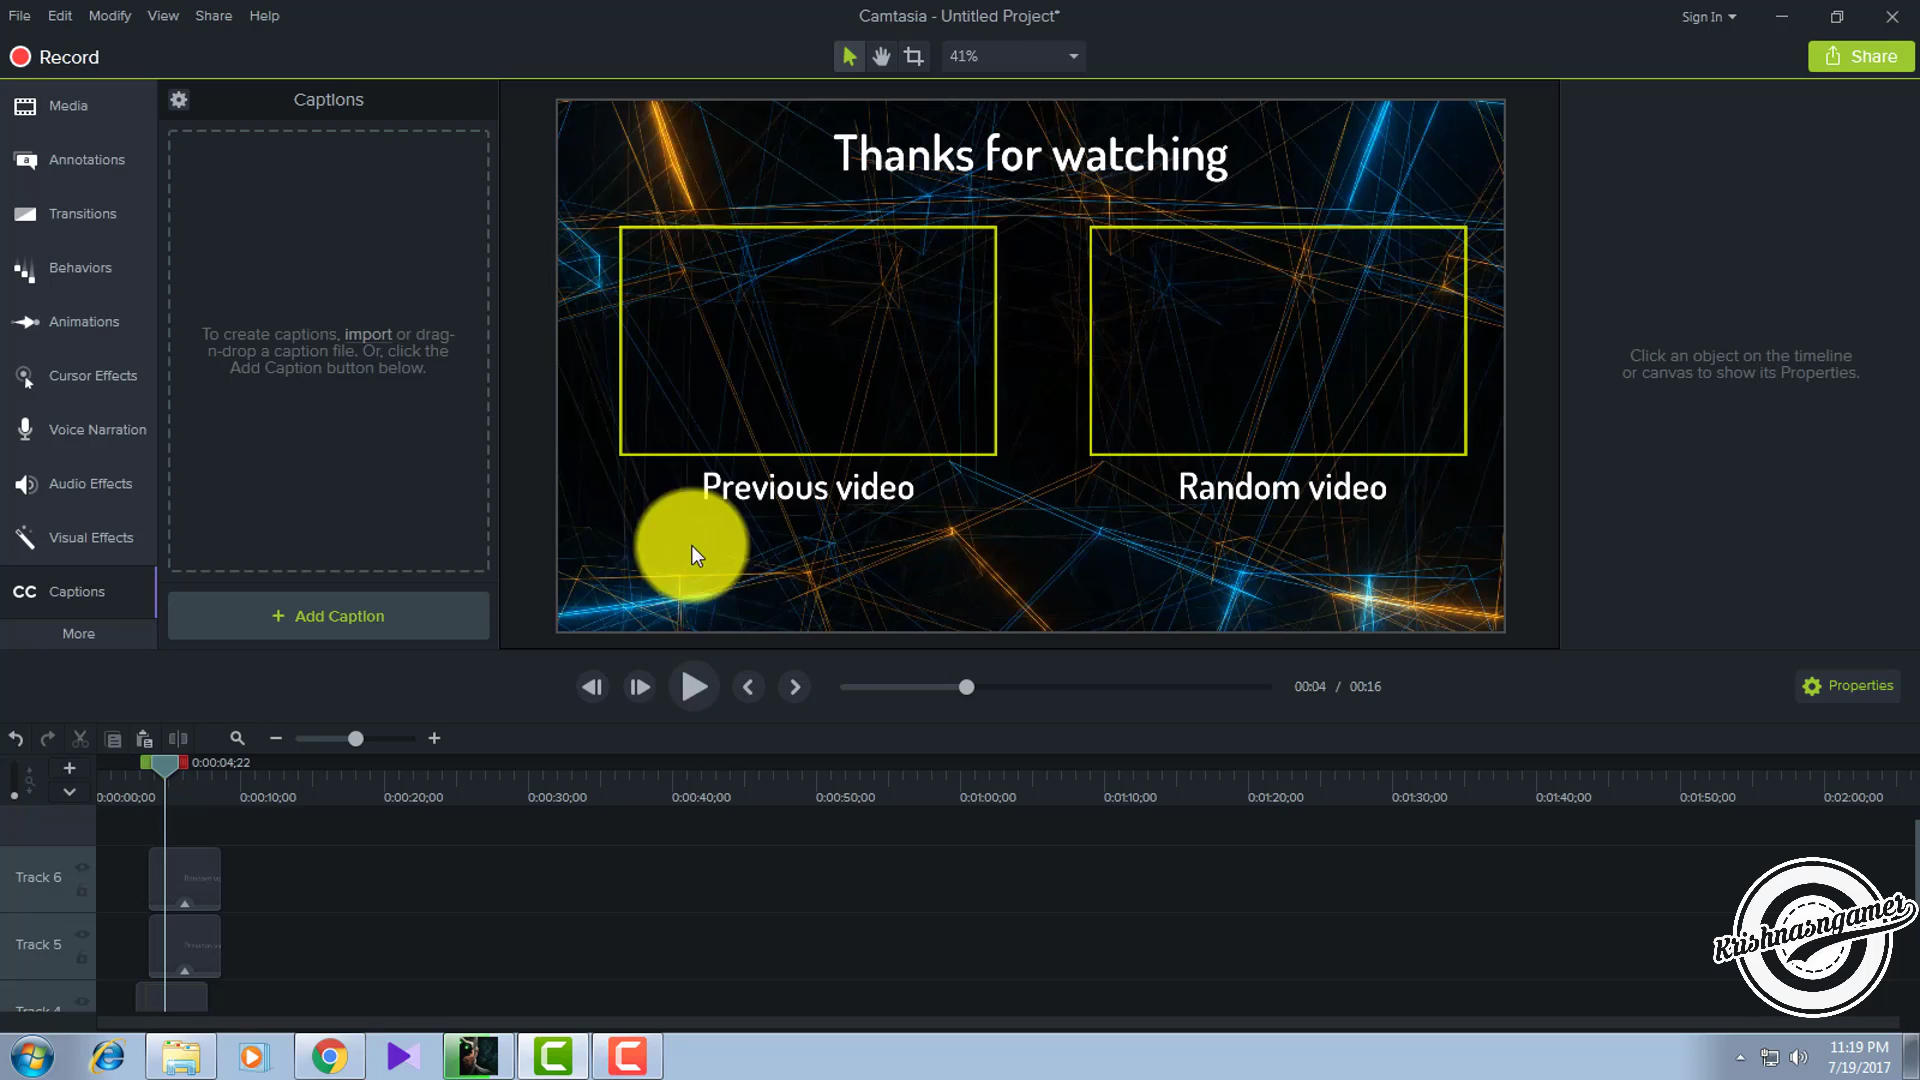 File Edit Modify View Share Help
Camtasia - Untitled Project*
Sign In
Record
41%
Share
Media
Annotations
Transitions
Behaviors
Animations
Cursor Effects
Voice Narration
Audio Effects
Visual Effects
CC Captions
More
Captions
To create captions, import or drag-
n-drop a caption file. Or, click the
Add Caption button below.
+ Add Caption
Thanks for watching
Previous video
Random video
Click an object on the timeline
or canvas to show its Properties.
00:04 / 00:16
Properties
0:00:04;22
0:00:00;00 0:00:10;00 0:00:20;00 0:00:30;00 0:00:40;00 0:00:50;00 0:01:00;00 0:01:10;00 0:01:20;00 0:01:30;00 0:01:40;00 0:01:50;00 0:02:00;00
Track 6
Track 5
Track 4
Krishnasngamer
11:19 PM
7/19/2017